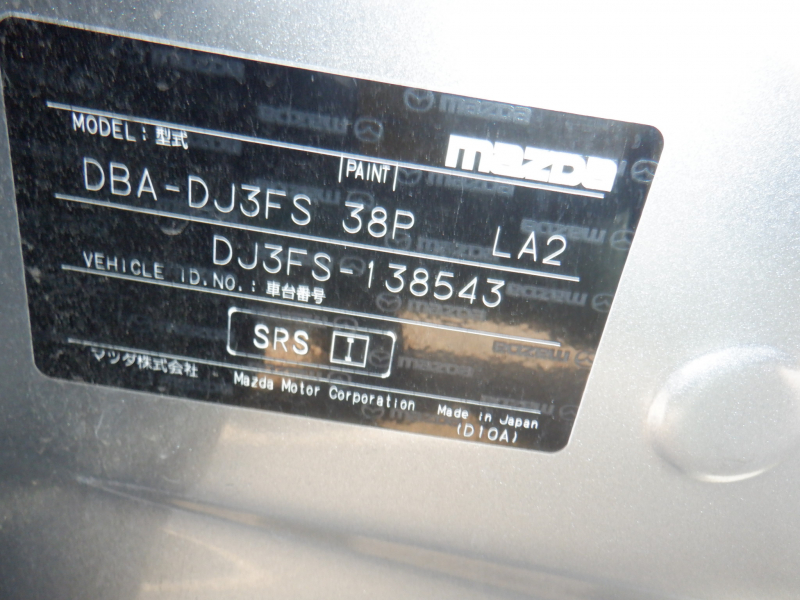 mazda
MODEL: 型式
PAINT
DBA-DJ3FS 38P LA2
DJ3FS-138543
VEHICLE ID.NO.: 車台番号
SRS I
マツダ株式会社 - Mazda Motor Corporation Made in Japan
(D10A)